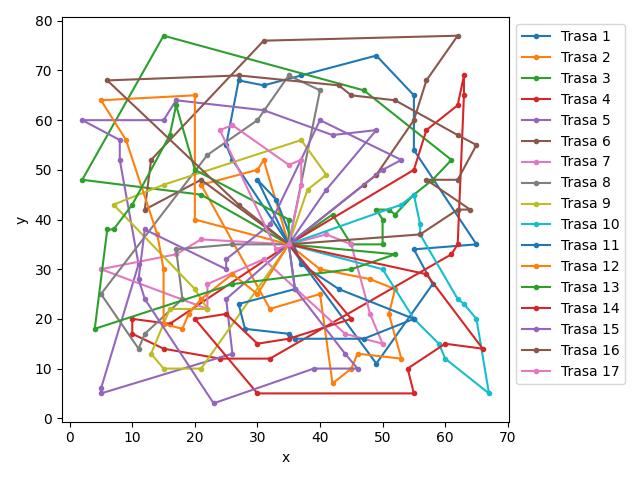 80
70
60
50
40
30
20
10
0
y
0 10 20 30 40 50 60 70
x
Trasa 1
Trasa 2
Trasa 3
Trasa 4
Trasa 5
Trasa 6
Trasa 7
Trasa 8
Trasa 9
Trasa 10
Trasa 11
Trasa 12
Trasa 13
Trasa 14
Trasa 15
Trasa 16
Trasa 17